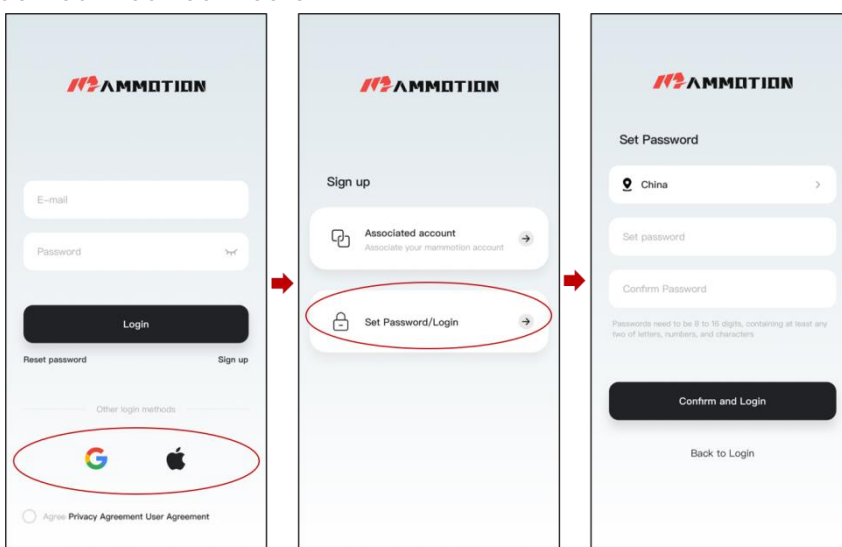 MAMMOTION
E-mail
Password
Login
Reset password Sign up
Other login methods
Agree Privacy Agreement User Agreement
MAMMOTION
Sign up
Associated account
Associate your mammotion account
Set Password/Login
MAMMOTION
Set Password
China
Set password
Confirm Password
Passwords need to be 8 to 16 digits, containing at least any
two of letters, numbers, and characters
Confirm and Login
Back to Login